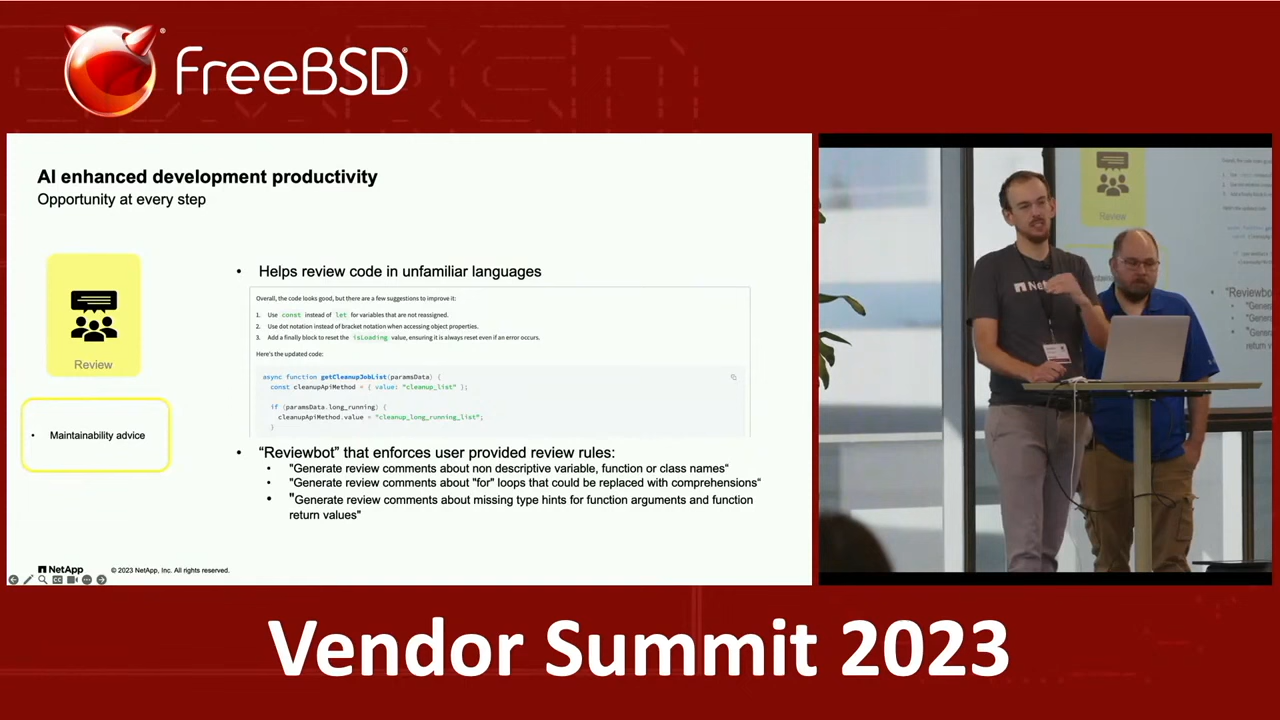 FreeBSD
AI enhanced development productivity
Opportunity at every step
Review
• Maintainability advice
• Helps review code in unfamiliar languages
Overall, the code looks good, but there are a few suggestions to improve it:
1. Use const instead of let for variables that are not reassigned.
2. Use dot notation instead of bracket notation when accessing object properties.
3. Add a finally block to reset the isLoading value, ensuring it is always reset even if an error occurs.
Here's the updated code:
async function getCleanupJobList(paramsData) {
const cleanupApiMethod = { value: "cleanup_list" };
if (paramsData.long_running) {
cleanupApiMethod.value = "cleanup_long_running_list";
}
• “Reviewbot” that enforces user provided review rules:
• "Generate review comments about non descriptive variable, function or class names“
• "Generate review comments about "for" loops that could be replaced with comprehensions“
• "Generate review comments about missing type hints for function arguments and function
return values"
NetApp
© 2023 NetApp, Inc. All rights reserved.
Review
"Reviewbo
"Gener
"Gener
"Gene
return v
Net
Vendor Summit 2023